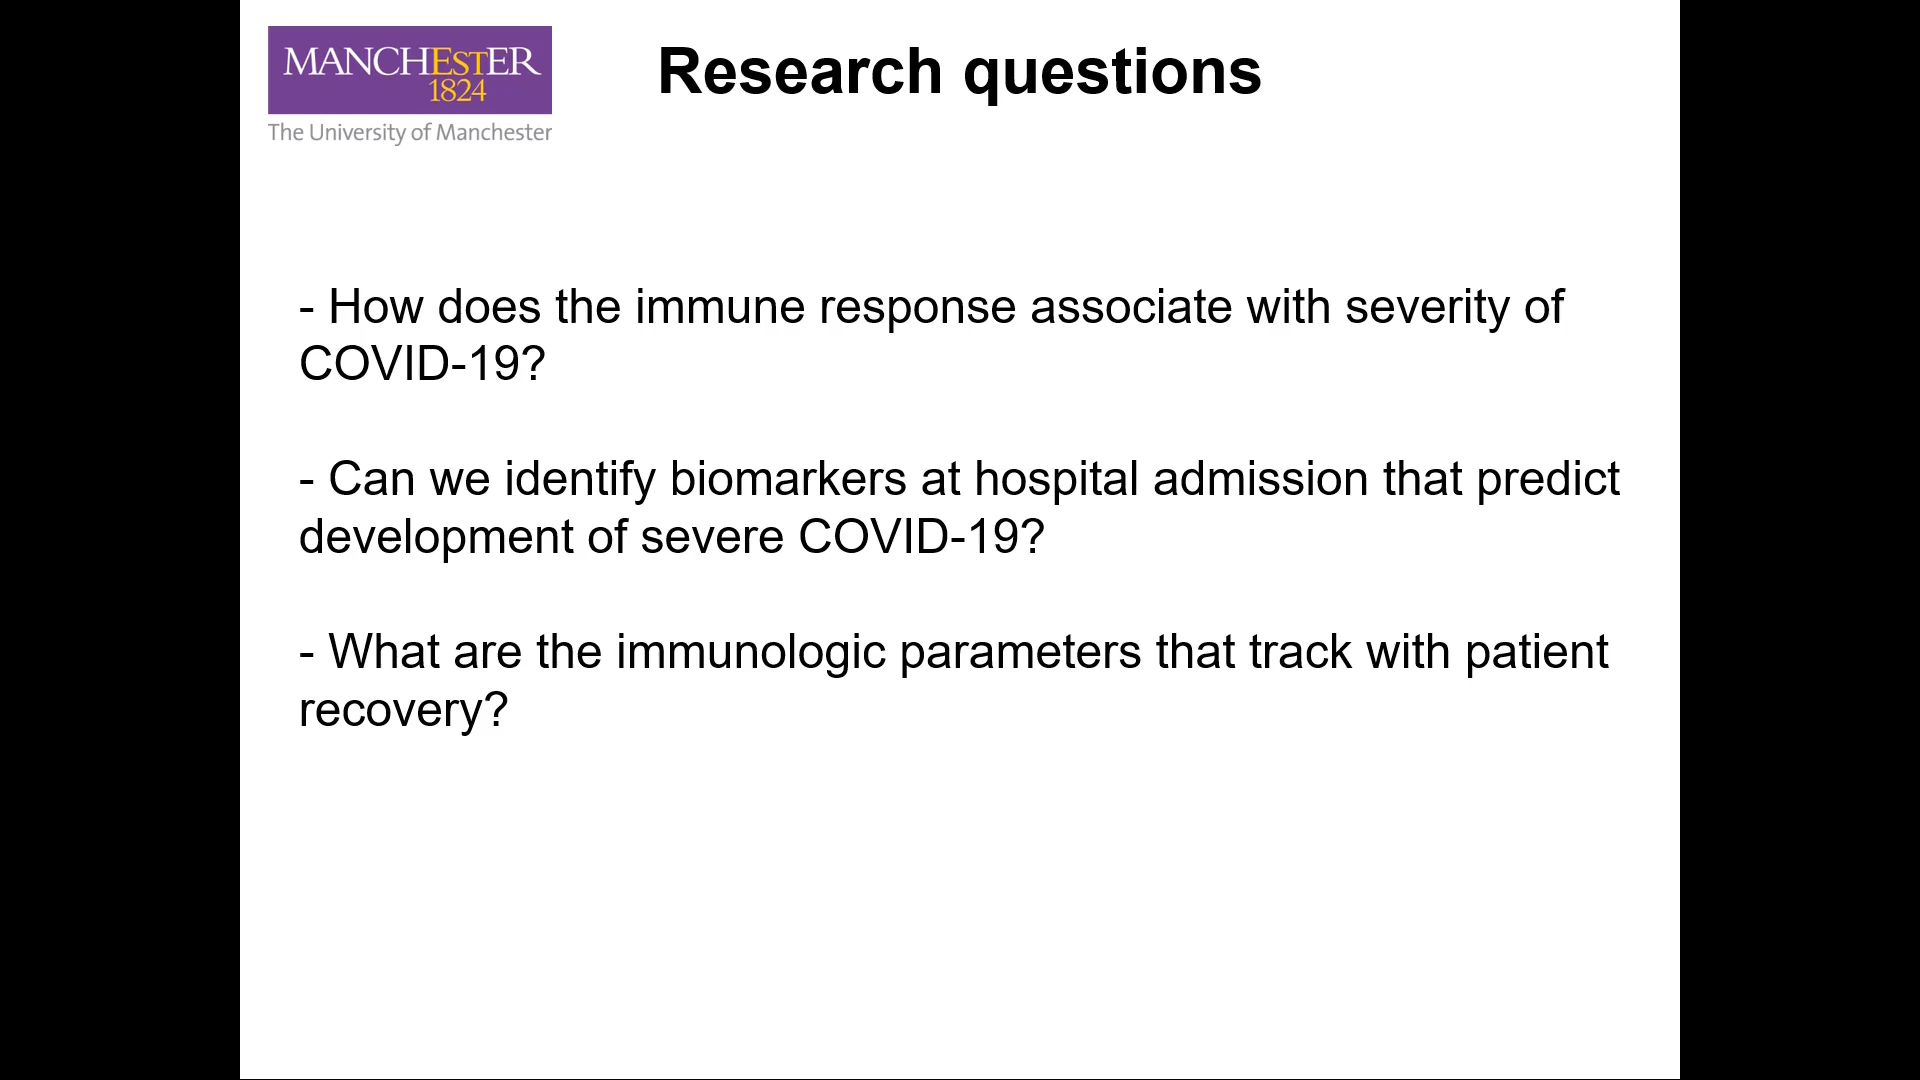 MANCHESTER
1824
The University of Manchester
Research questions
- How does the immune response associate with severity of
COVID-19?
- Can we identify biomarkers at hospital admission that predict
development of severe COVID-19?
- What are the immunologic parameters that track with patient
recovery?